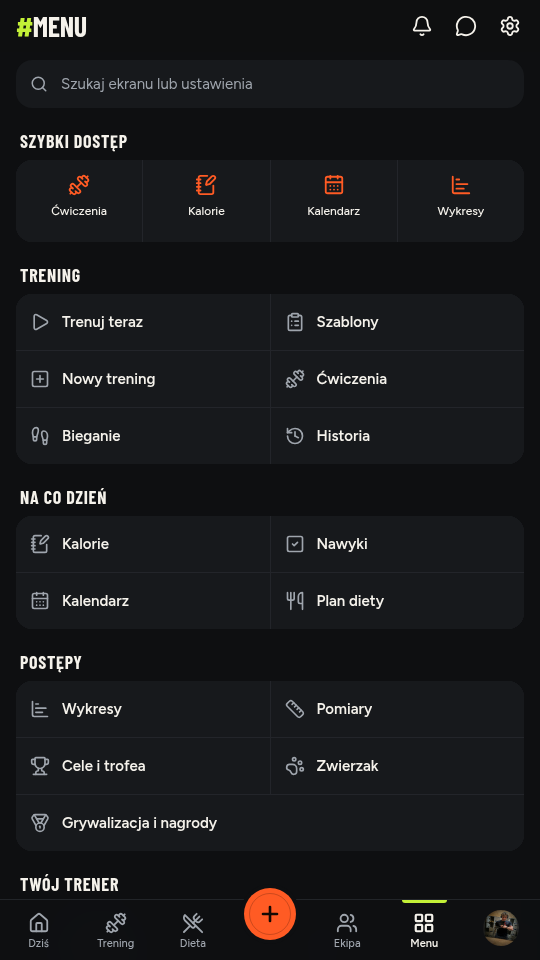 #MENU
Szukaj ekranu lub ustawienia
SZYBKI DOSTĘP
Ćwiczenia Kalorie Kalendarz Wykresy
TRENING
Trenuj teraz Szablony
Nowy trening Ćwiczenia
Bieganie Historia
NA CO DZIEŃ
Kalorie Nawyki
Kalendarz Plan diety
POSTĘPY
Wykresy Pomiary
Cele i trofea Zwierzak
Grywalizacja i nagrody
TWÓJ TRENER
Dziś Trening Dieta Ekipa Menu